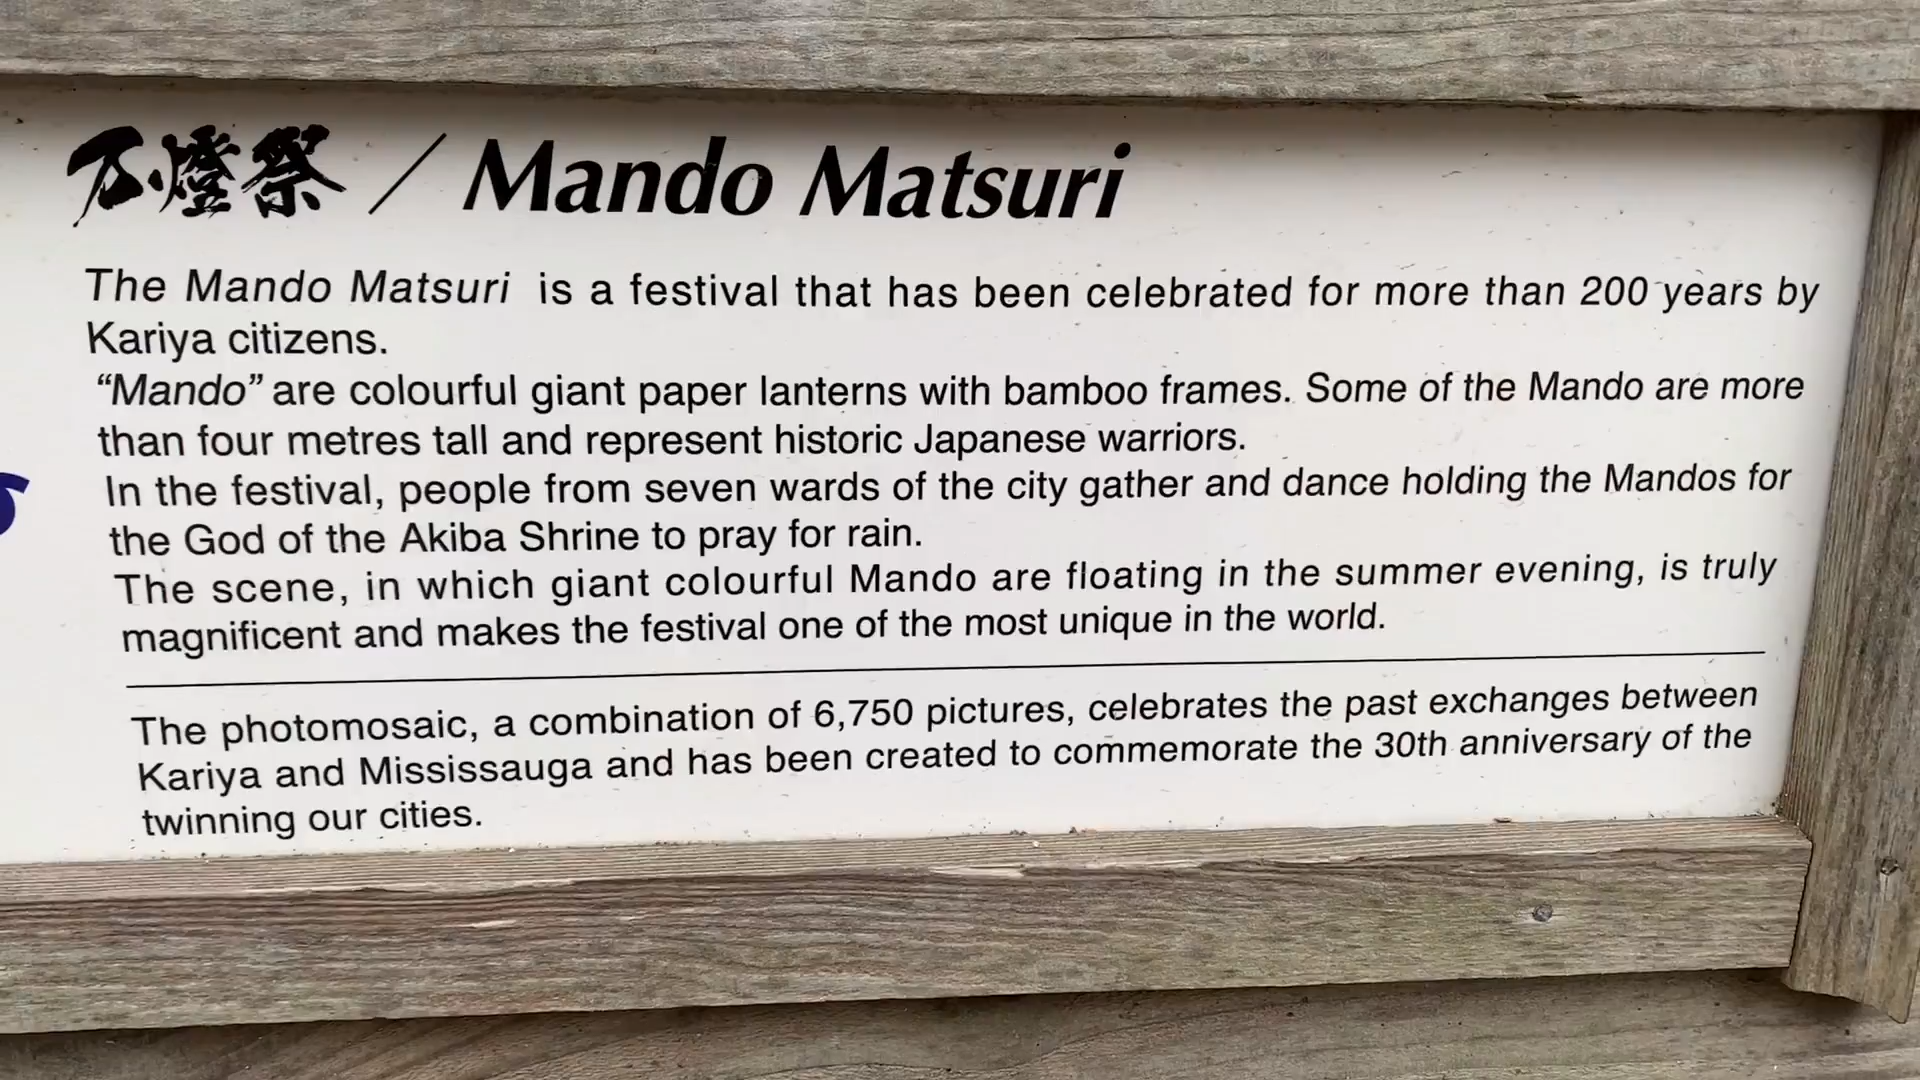 万燈祭 / Mando Matsuri
The Mando Matsuri is a festival that has been celebrated for more than 200 years by
Kariya citizens.
“Mando” are colourful giant paper lanterns with bamboo frames. Some of the Mando are more
than four metres tall and represent historic Japanese warriors.
In the festival, people from seven wards of the city gather and dance holding the Mandos for
the God of the Akiba Shrine to pray for rain.
The scene, in which giant colourful Mando are floating in the summer evening, is truly
magnificent and makes the festival one of the most unique in the world.
The photomosaic, a combination of 6,750 pictures, celebrates the past exchanges between
Kariya and Mississauga and has been created to commemorate the 30th anniversary of the
twinning our cities.